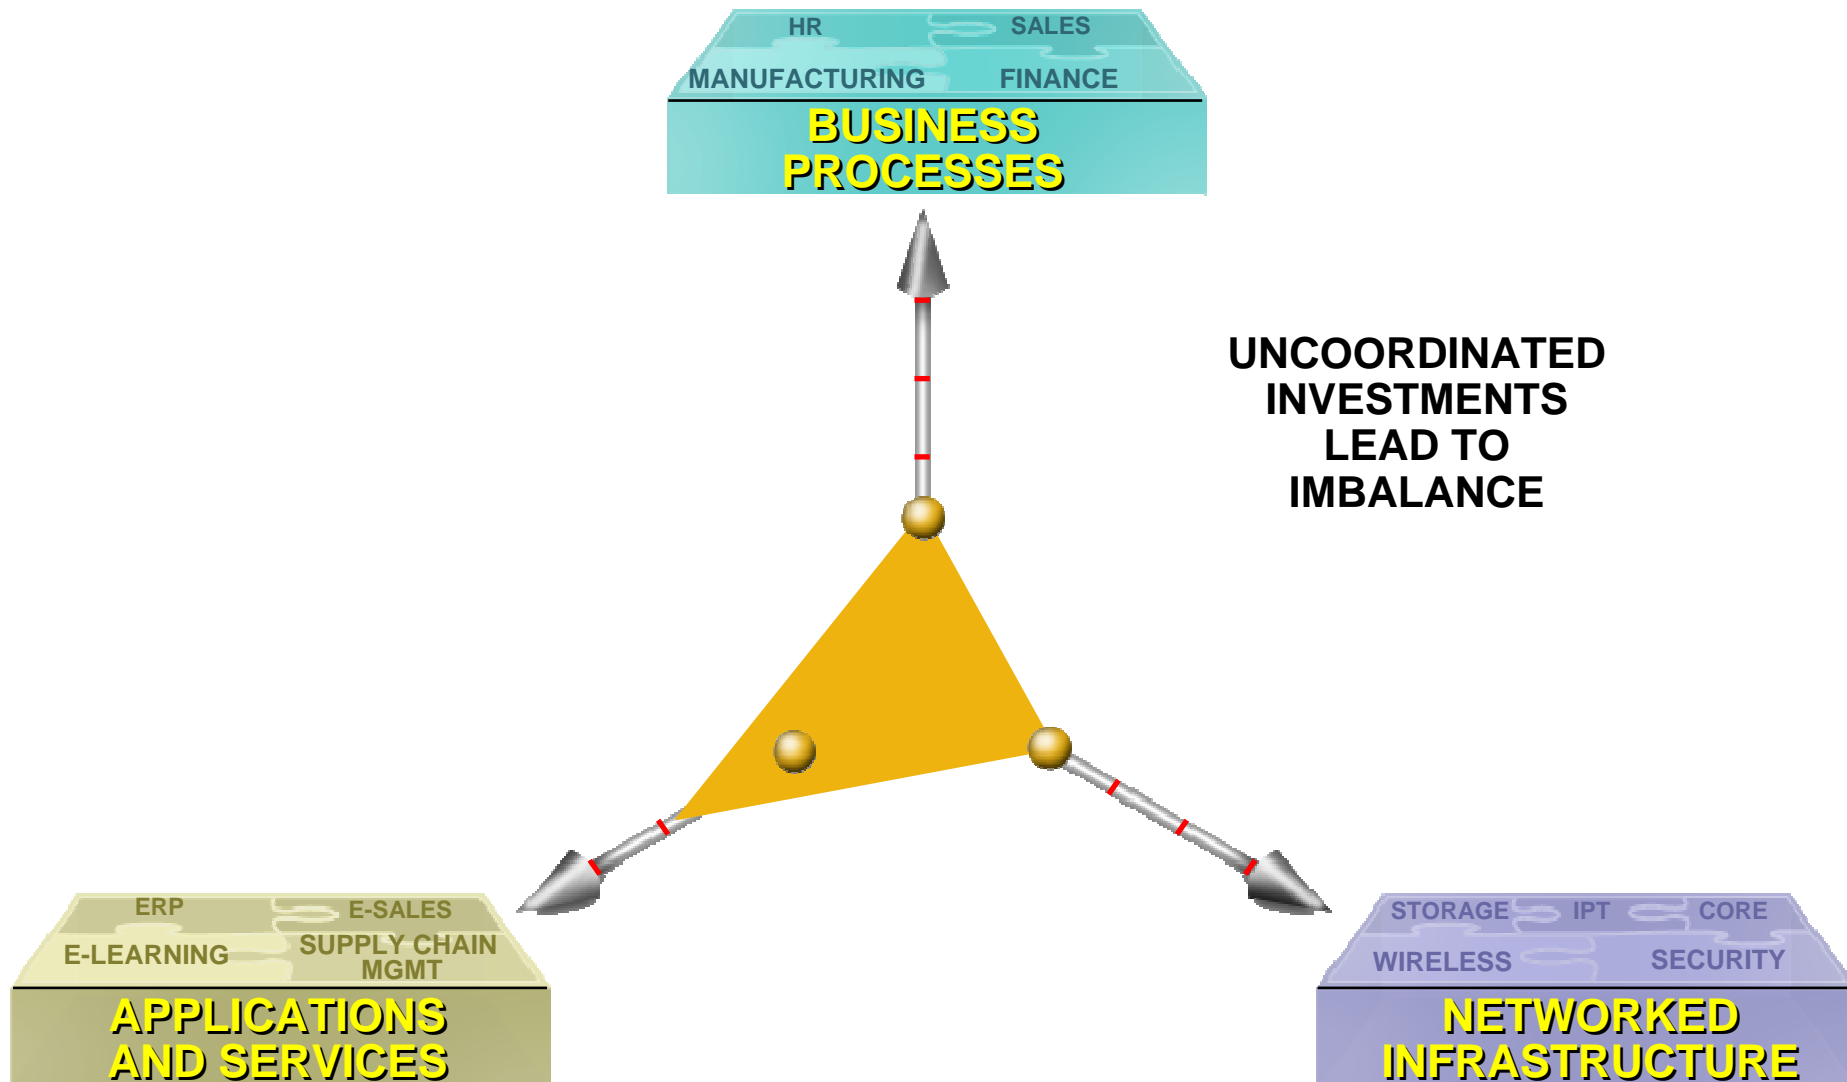 HR
SALES
MANUFACTURING
FINANCE
BUSINESS
PROCESSES
UNCOORDINATED
INVESTMENTS
LEAD TO
IMBALANCE
ERP
E-SALES
E-LEARNING
SUPPLY CHAIN
MGMT
APPLICATIONS
AND SERVICES
STORAGE
IPT
CORE
WIRELESS
SECURITY
NETWORKED
INFRASTRUCTURE